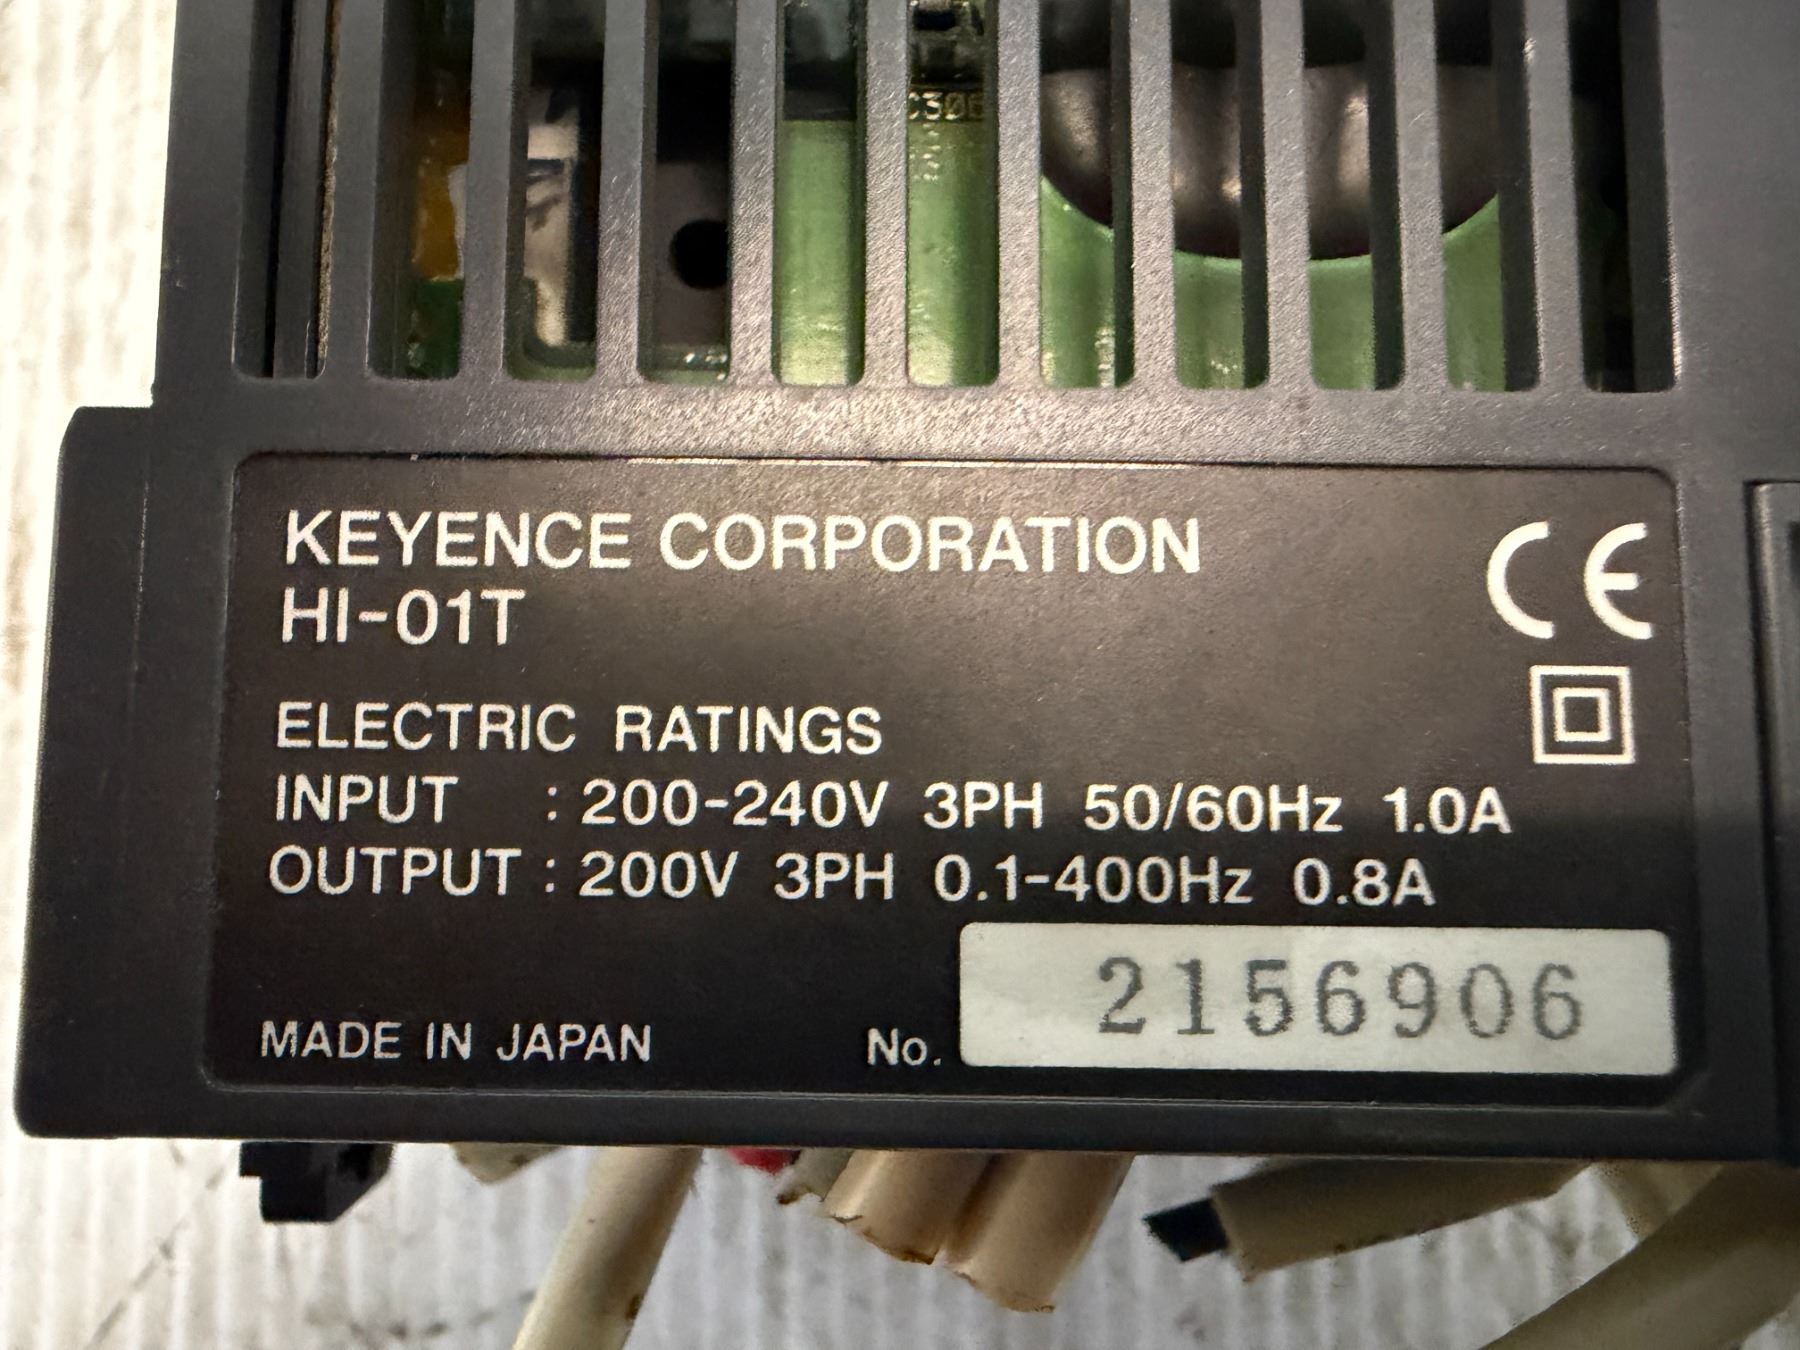 KEYENCE CORPORATION
HI-01T
CE
ELECTRIC RATINGS
INPUT : 200-240V 3PH 50/60Hz 1.0A
OUTPUT : 200V 3PH 0.1-400Hz 0.8A
MADE IN JAPAN No. 2156906